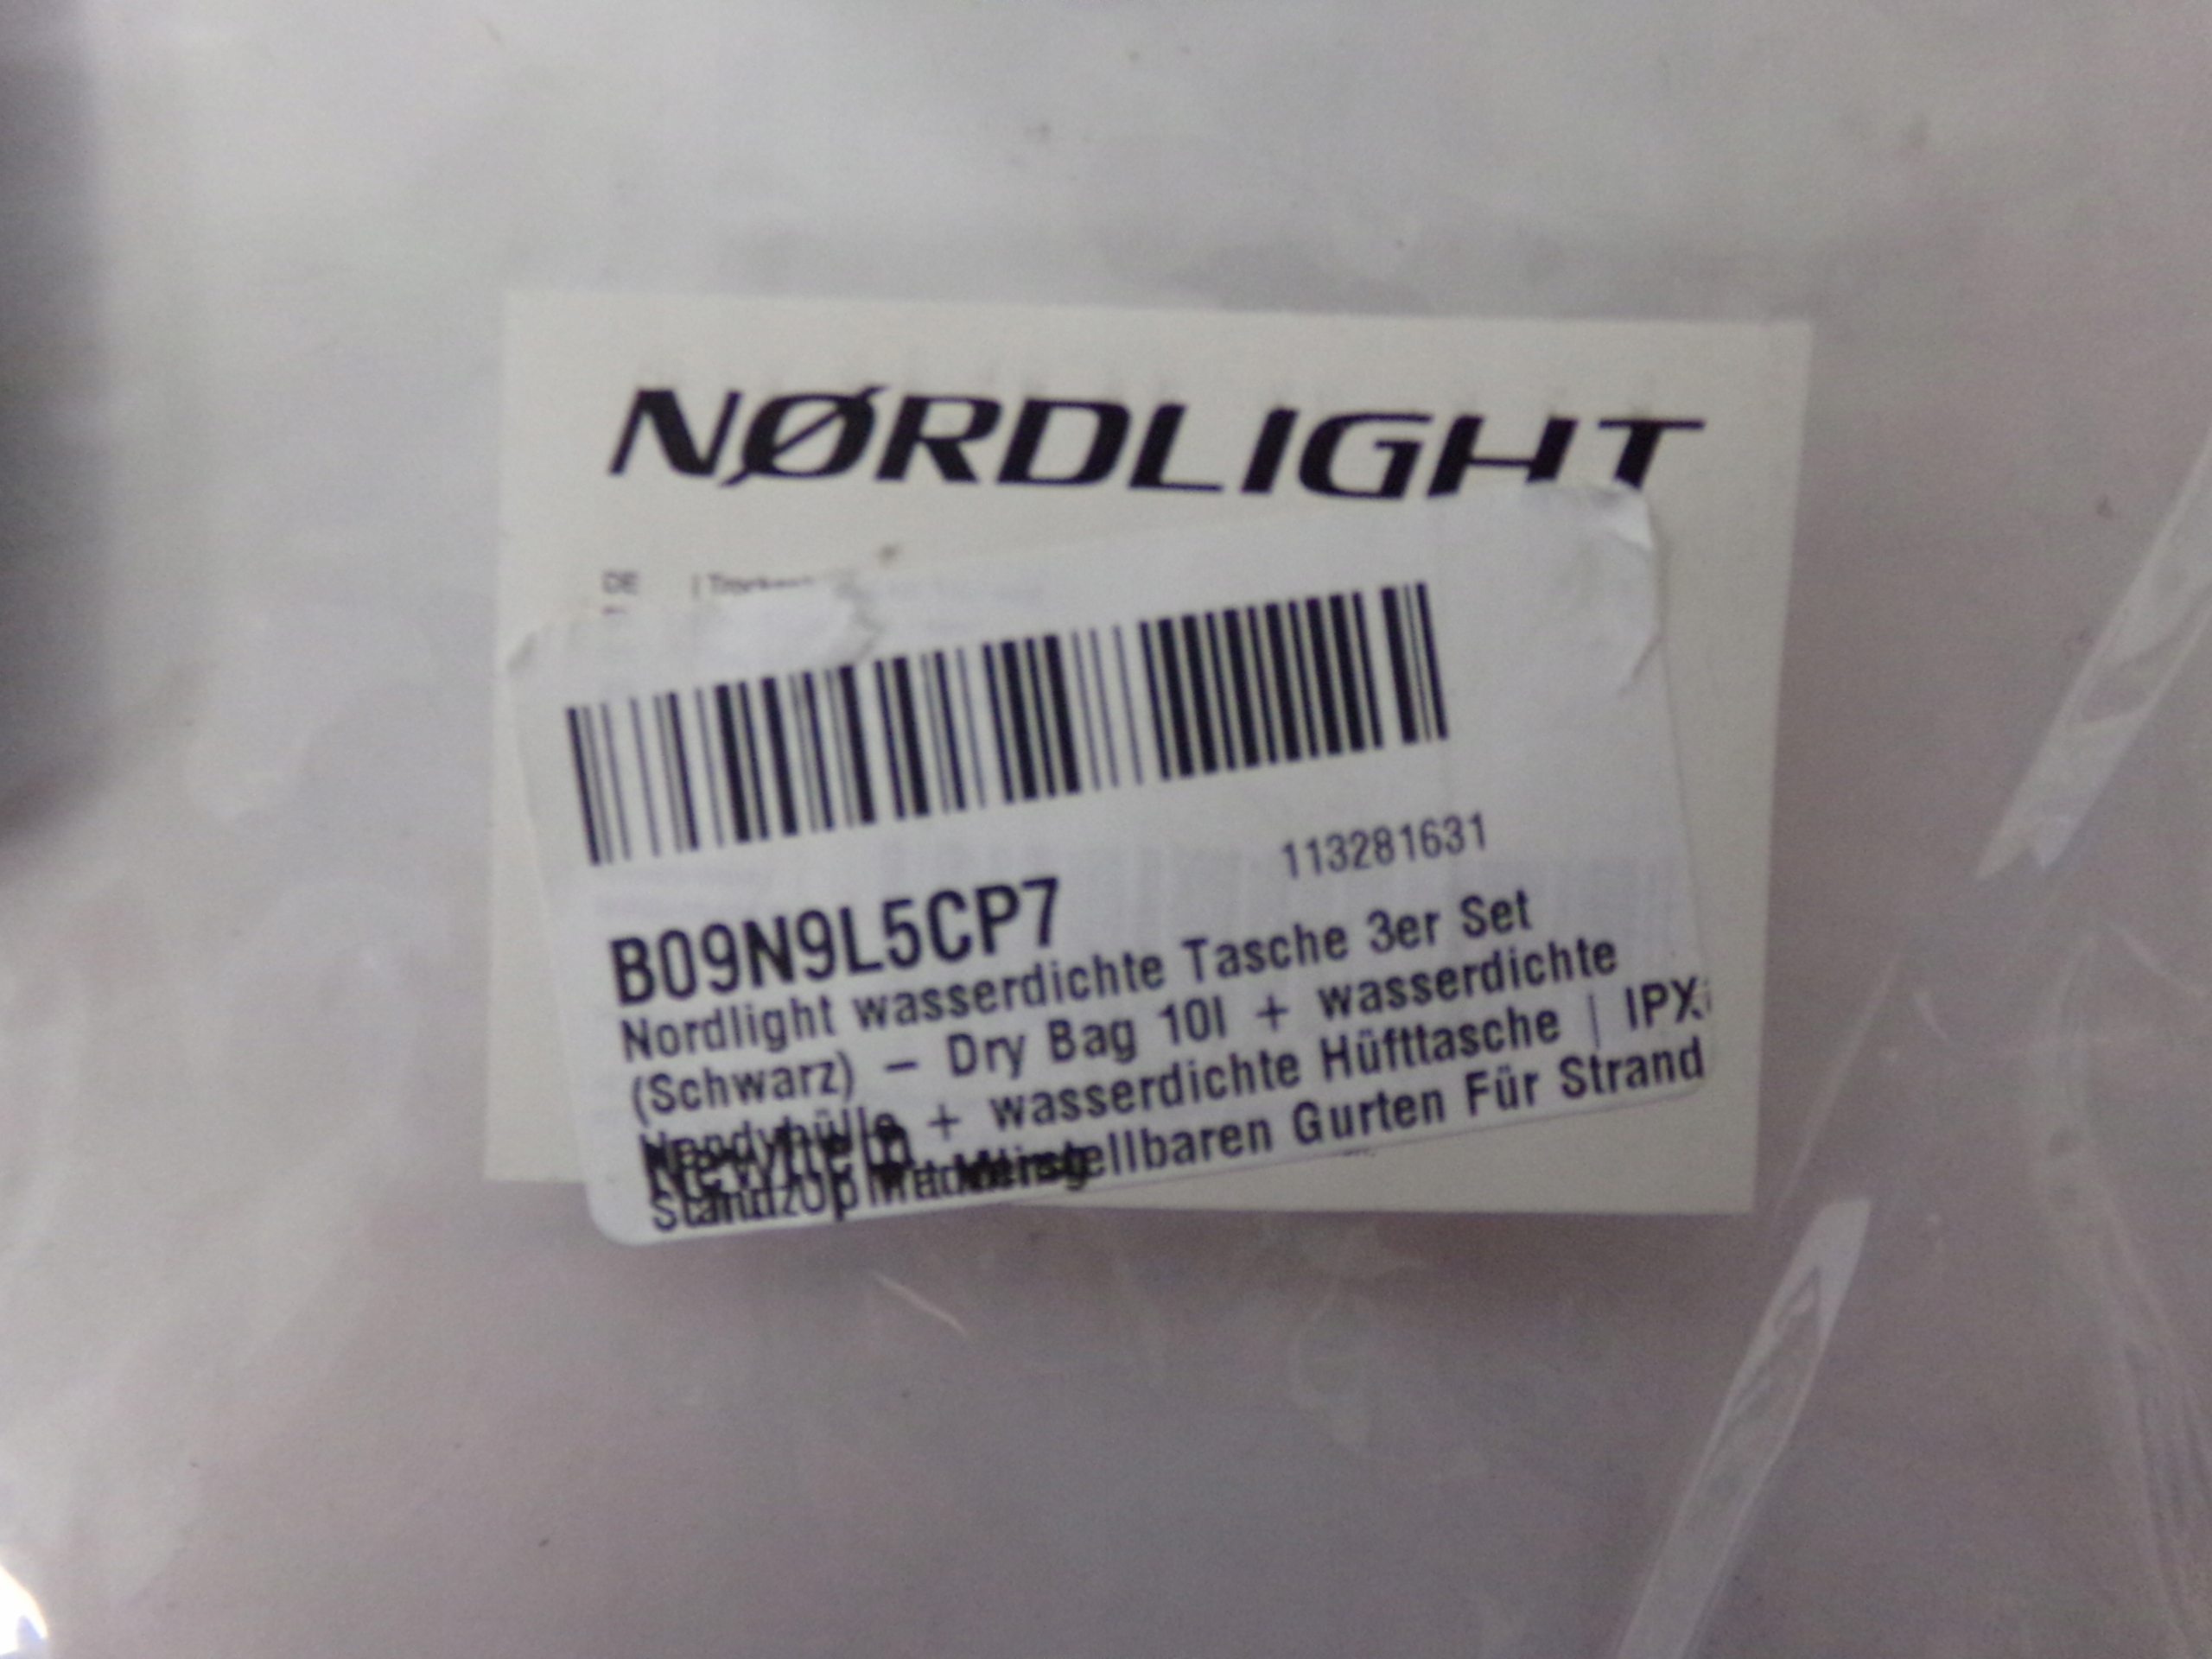 NØRDLIGHT
DE
113281631
B09N9L5CP7
Nordlight wasserdichte Tasche 3er Set
(Schwarz) – Dry Bag 10l + wasserdichte
Handyhülle + wasserdichte Hüfttasche | IPX
Gurten Für Strand